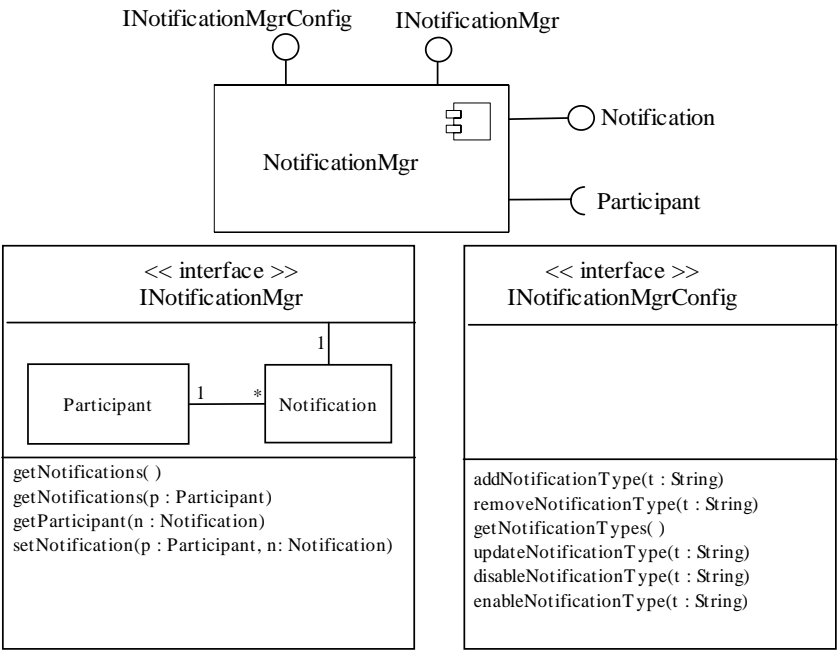 INotificationMgrConfig
INotificationMgr
Notification
NotificationMgr
Participant
<< interface >>
INotificationMgr
1
Participant
1
*
Notification
getNotifications( )
getNotifications(p : Participant)
getParticipant(n : Notification)
setNotification(p : Participant, n: Notification)
<< interface >>
INotificationMgrConfig
addNotificationType(t : String)
removeNotificationType(t : String)
getNotificationTypes( )
updateNotificationType(t : String)
disableNotificationType(t : String)
enableNotificationType(t : String)